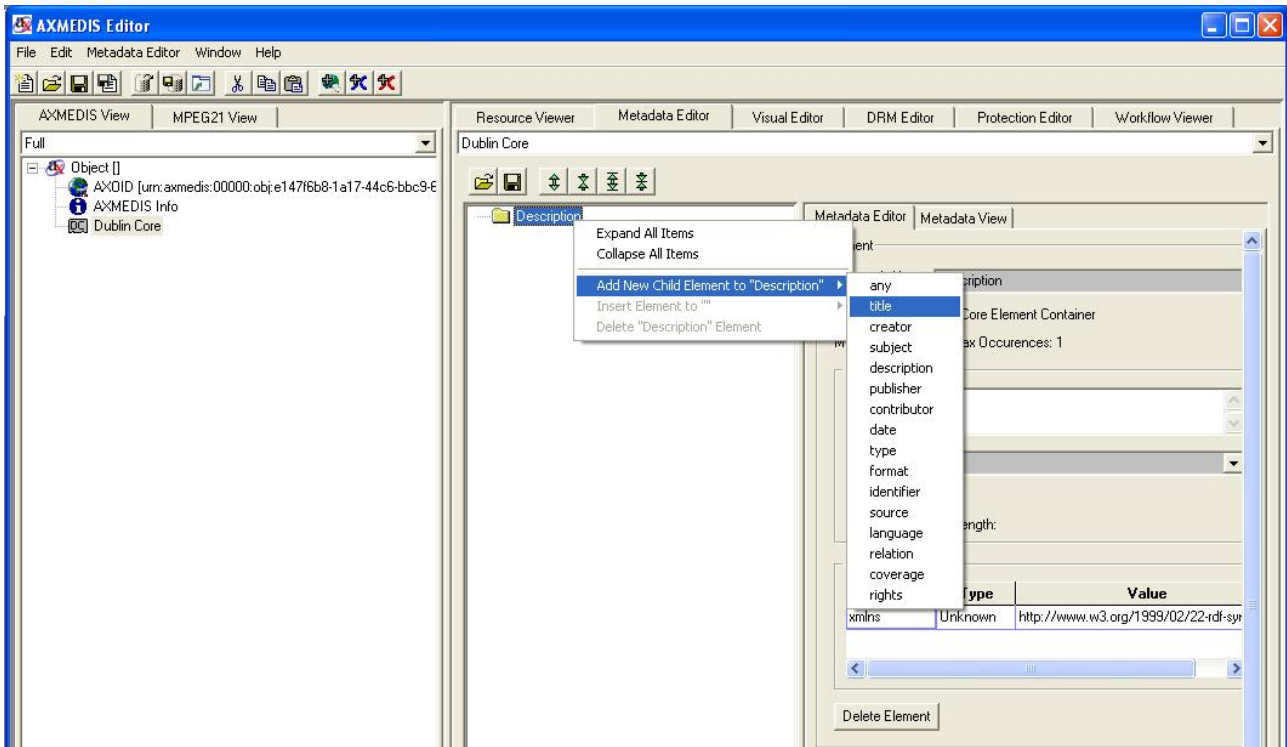 AXMEDIS Editor
File Edit Metadata Editor Window Help
AXMEDIS View MPEG21 View
Full
Object []
AXOID [urn:axmedis:00000:obj:e147f6b8-1a17-44c6-bbc9-6
AXMEDIS Info
DC Dublin Core
Resource Viewer Metadata Editor Visual Editor DRM Editor Protection Editor Workflow Viewer
Dublin Core
Description
Expand All Items
Collapse All Items
Add New Child Element to "Description"
Insert Element to ""
Delete "Description" Element
any
title
creator
subject
description
publisher
contributor
date
type
format
identifier
source
language
relation
coverage
rights
Metadata Editor Metadata View
ent
cription
Core Element Container
ax Occurences: 1
ength:
Type Value
xmlns Unknown http://www.w3.org/1999/02/22-rdf-syn
Delete Element